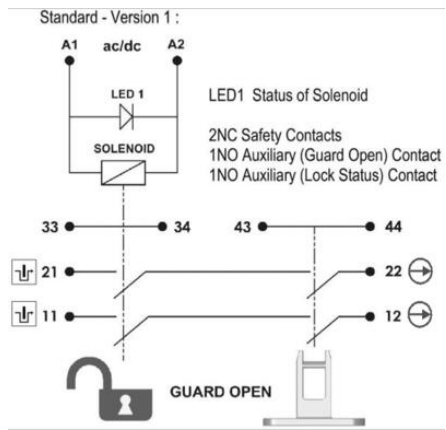 Standard - Version 1 :
A1 ac/dc A2
LED 1
LED1 Status of Solenoid
SOLENOID
2NC Safety Contacts
1NO Auxiliary (Guard Open) Contact
1NO Auxiliary (Lock Status) Contact
33 34 43 44
21 22
11 12
GUARD OPEN